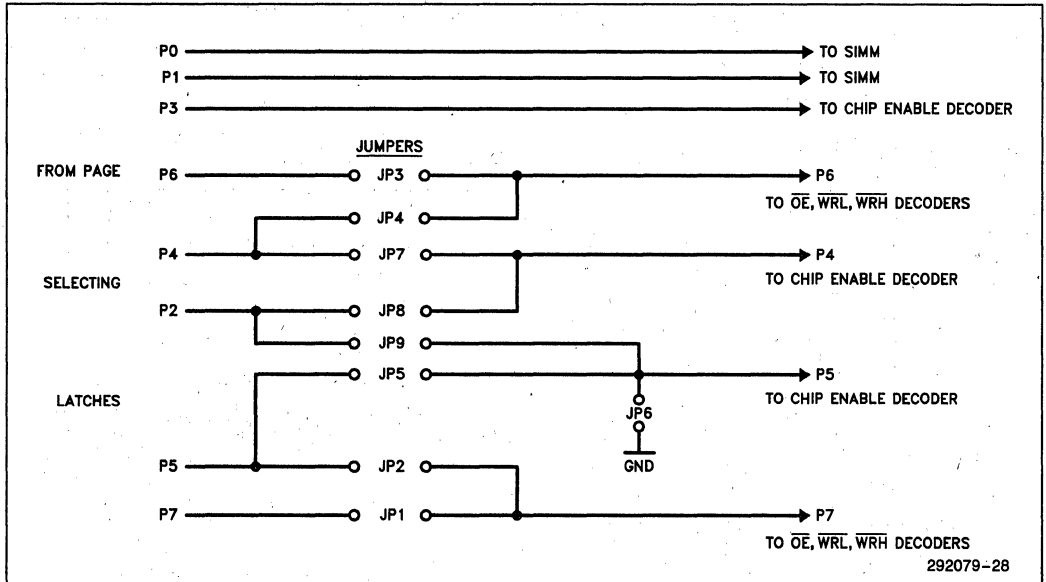 P0 TO SIMM
P1 TO SIMM
P3 TO CHIP ENABLE DECODER
JUMPERS
FROM PAGE P6 JP3 P6
TO OE, WRL, WRH DECODERS
JP4
P4 JP7 P4
SELECTING TO CHIP ENABLE DECODER
P2 JP8
JP9
JP5 P5
LATCHES TO CHIP ENABLE DECODER
JP6
P5 JP2 GND
P7 JP1 P7
TO OE, WRL, WRH DECODERS
292079–28